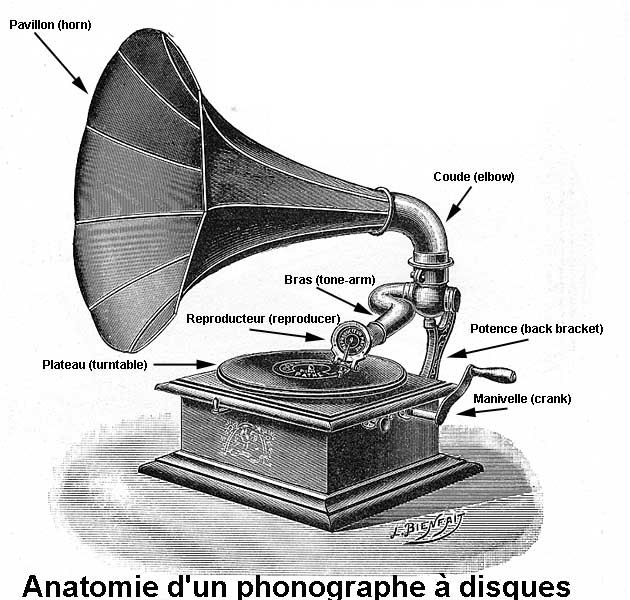 Pavillon (horn)
Coude (elbow)
Bras (tone-arm)
Reproducteur (reproducer)
Potence (back bracket)
Plateau (turntable)
Manivelle (crank)
PATHÉ
L. BIENFAIT
Anatomie d'un phonographe à disques